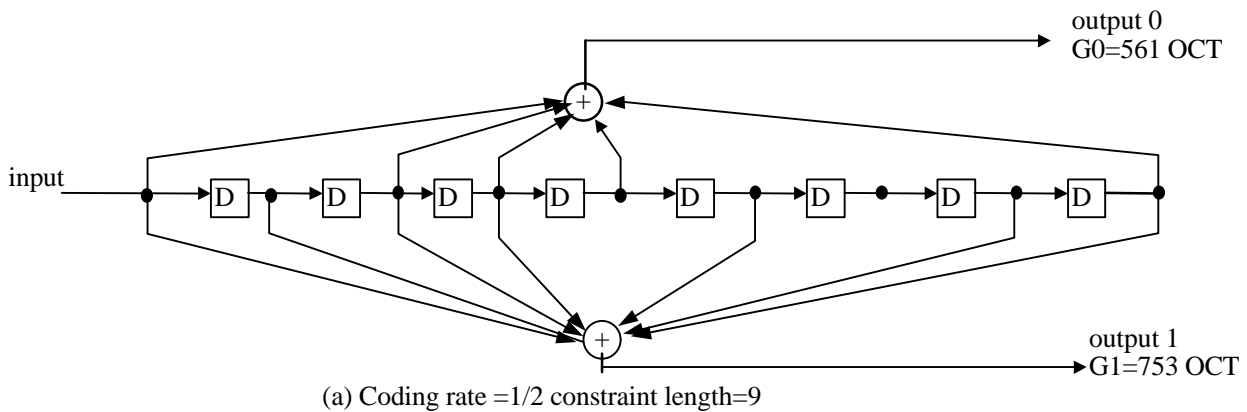 output 0
G0=561 OCT
+
input
D D D D D D D D
+
output 1
G1=753 OCT
(a) Coding rate =1/2 constraint length=9